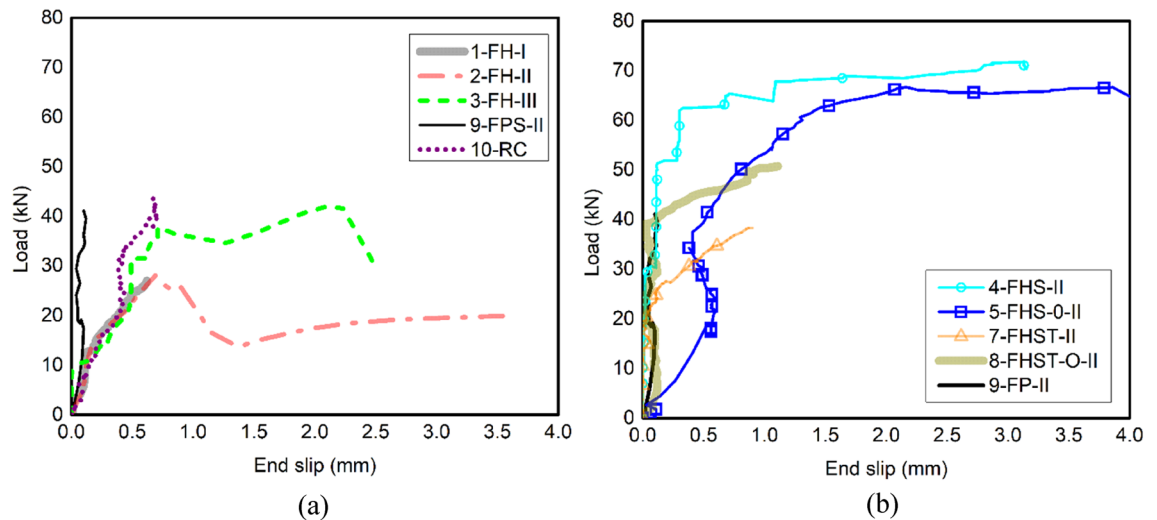 80
70
60
50
40
30
20
10
0
Load (kN)
0.0 0.5 1.0 1.5 2.0 2.5 3.0 3.5 4.0
End slip (mm)
1-FH-I
2-FH-II
3-FH-III
9-FPS-II
10-RC
(a)
80
70
60
50
40
30
20
10
0
Load (kN)
0.0 0.5 1.0 1.5 2.0 2.5 3.0 3.5 4.0
End slip (mm)
4-FHS-II
5-FHS-0-II
7-FHST-II
8-FHST-O-II
9-FP-II
(b)